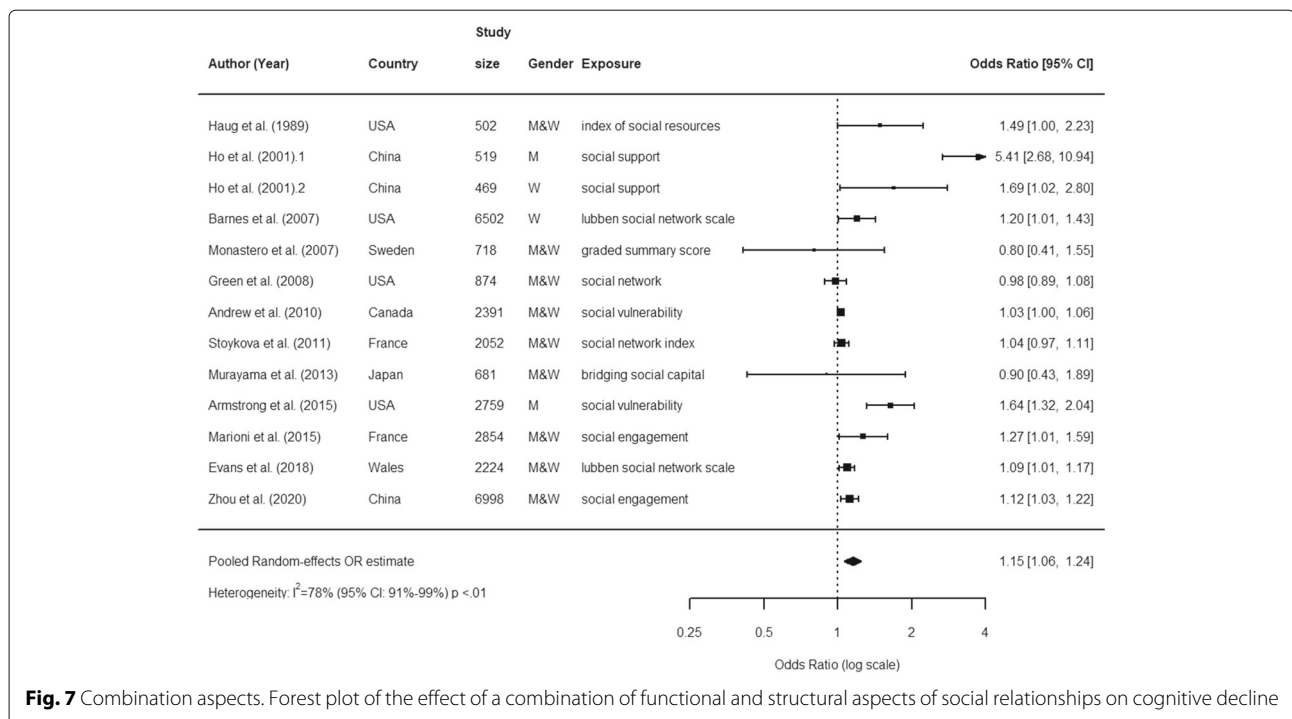 Study
Author (Year) Country size Gender Exposure Odds Ratio [95% CI]
Haug et al. (1989) USA 502 M&W index of social resources 1.49 [1.00, 2.23]
Ho et al. (2001).1 China 519 M social support 5.41 [2.68, 10.94]
Ho et al. (2001).2 China 469 W social support 1.69 [1.02, 2.80]
Barnes et al. (2007) USA 6502 W lubben social network scale 1.20 [1.01, 1.43]
Monastero et al. (2007) Sweden 718 M&W graded summary score 0.80 [0.41, 1.55]
Green et al. (2008) USA 874 M&W social network 0.98 [0.89, 1.08]
Andrew et al. (2010) Canada 2391 M&W social vulnerability 1.03 [1.00, 1.06]
Stoykova et al. (2011) France 2052 M&W social network index 1.04 [0.97, 1.11]
Murayama et al. (2013) Japan 681 M&W bridging social capital 0.90 [0.43, 1.89]
Armstrong et al. (2015) USA 2759 M social vulnerability 1.64 [1.32, 2.04]
Marioni et al. (2015) France 2854 M&W social engagement 1.27 [1.01, 1.59]
Evans et al. (2018) Wales 2224 M&W lubben social network scale 1.09 [1.01, 1.17]
Zhou et al. (2020) China 6998 M&W social engagement 1.12 [1.03, 1.22]
Pooled Random-effects OR estimate 1.15 [1.06, 1.24]
Heterogeneity: I²=78% (95% CI: 91%-99%) p <.01
0.25 0.5 1 2 4
Odds Ratio (log scale)
Fig. 7 Combination aspects. Forest plot of the effect of a combination of functional and structural aspects of social relationships on cognitive decline